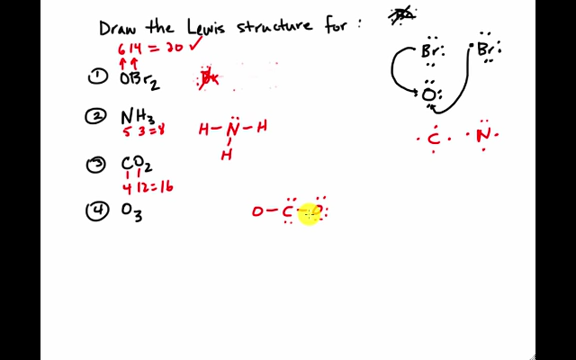 Draw the Lewis structure for :
6 14 = 20 ✓
① OBr₂
Br
Br
O
② NH₃
5 3 = 8
H – N – H
H
C
N
③ CO₂
4 12 = 16
④ O₃
O – C – O